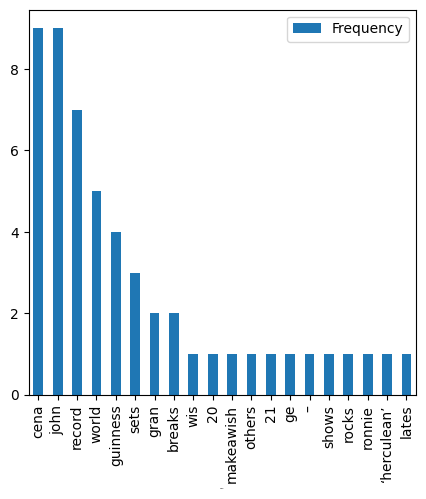 Frequency
8
6
4
2
0
cena
john
record
world
guinness
sets
gran
breaks
wis
20
makeawish
others
21
ge
–
shows
rocks
ronnie
‘herculean’
lates